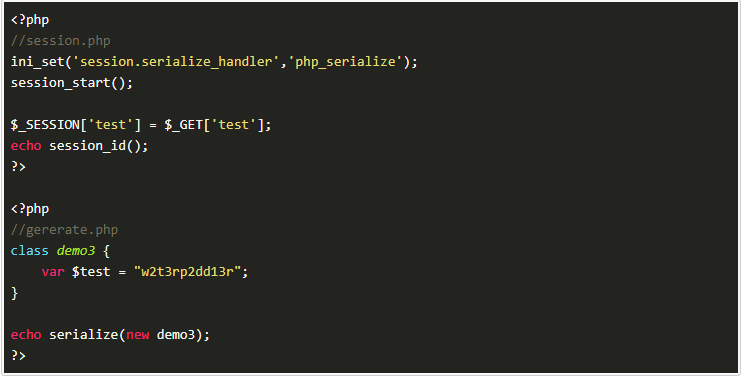 <?php
//session.php
ini_set('session.serialize_handler','php_serialize');
session_start();
$_SESSION['test'] = $_GET['test'];
echo session_id();
?>
<?php
//gererate.php
class demo3 {
var $test = "w2t3rp2dd13r";
}
echo serialize(new demo3);
?>